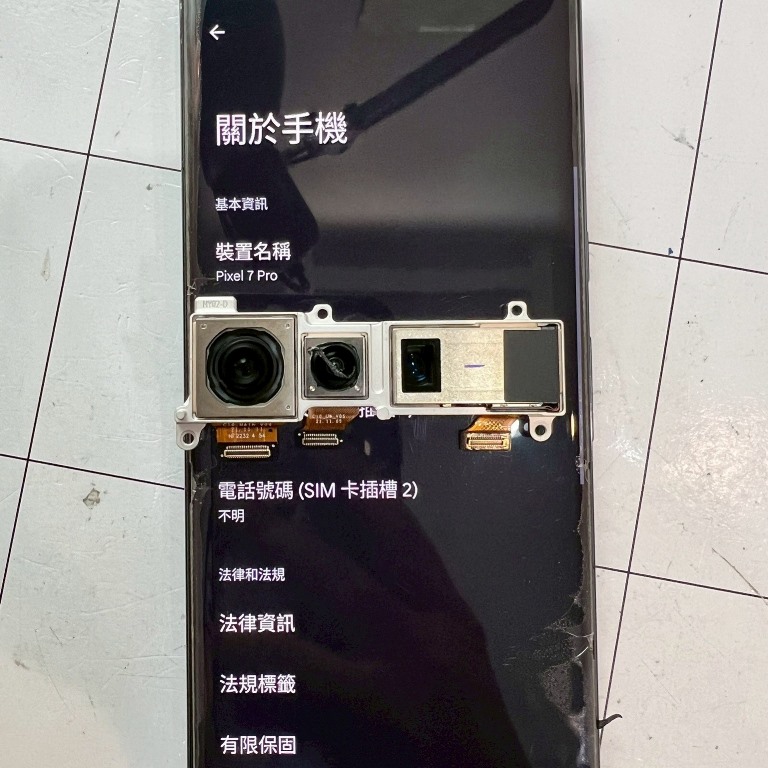 關於手機
基本資訊
裝置名稱
Pixel 7 Pro
電話號碼 (SIM 卡插槽 2)
不明
法律和法規
法律資訊
法規標籤
有限保固